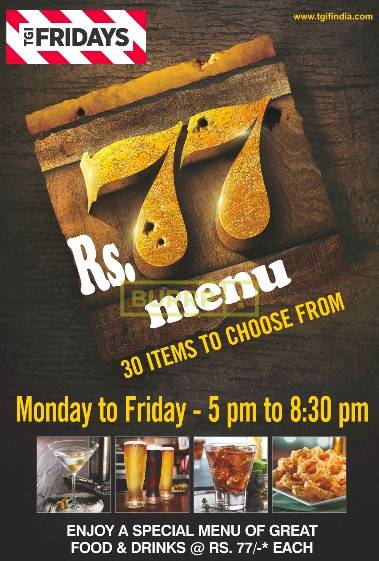 www.tgifindia.com
TGI FRIDAYS
Rs. 77
menu
30 ITEMS TO CHOOSE FROM
Monday to Friday - 5 pm to 8:30 pm
ENJOY A SPECIAL MENU OF GREAT
FOOD & DRINKS @ RS. 77/-* EACH